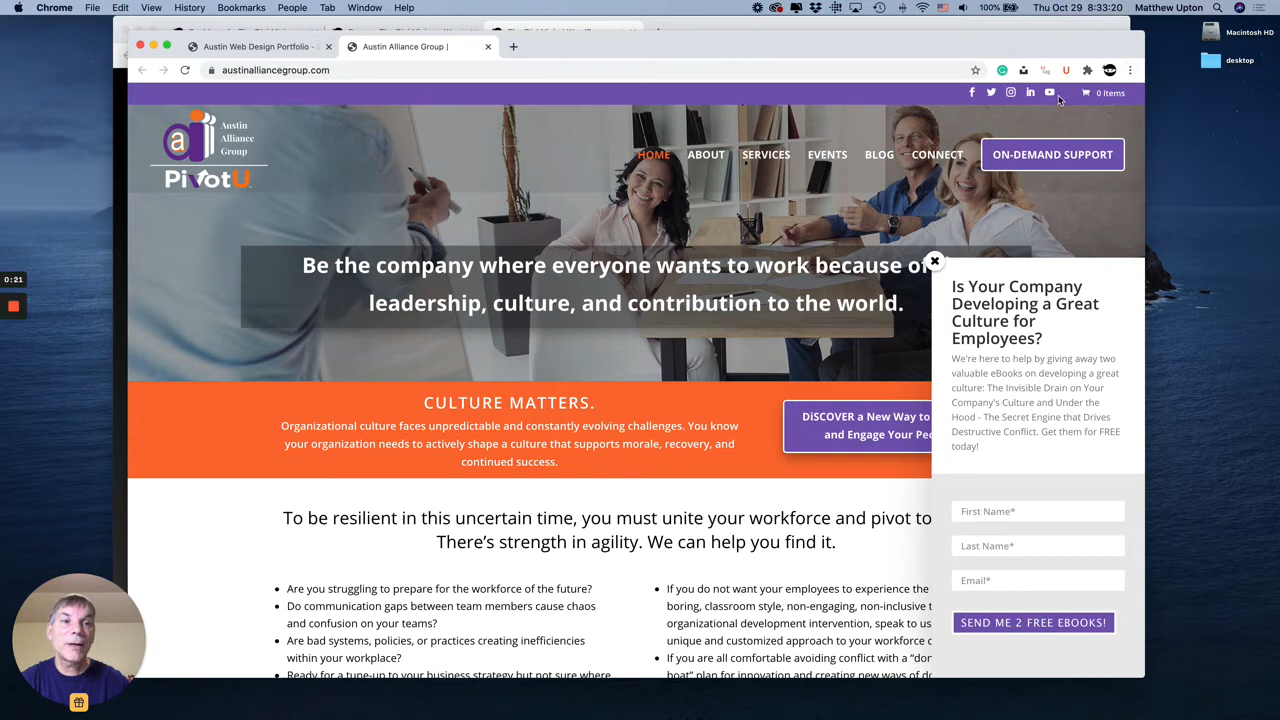 Chrome File Edit View History Bookmarks People Tab Window Help
100% Thu Oct 29 8:33:20 Matthew Upton
Macintosh HD
desktop
Austin Web Design Portfolio -
Austin Alliance Group |
austinalliancegroup.com
0 Items
a
Austin
Alliance
Group
PivotU
HOME ABOUT SERVICES EVENTS BLOG CONNECT ON-DEMAND SUPPORT
Be the company where everyone wants to work because of
leadership, culture, and contribution to the world.
0:21
CULTURE MATTERS.
Organizational culture faces unpredictable and constantly evolving challenges. You know
your organization needs to actively shape a culture that supports morale, recovery, and
continued success.
DiSCOVER a New Way to
and Engage Your
To be resilient in this uncertain time, you must unite your workforce and pivot to
There's strength in agility. We can help you find it.
• Are you struggling to prepare for the workforce of the future?
• Do communication gaps between team members cause chaos
and confusion on your teams?
• Are bad systems, policies, or practices creating inefficiencies
within your workplace?
• Ready for a tune-up to your business strategy but not sure where
• If you do not want your employees to experience the
boring, classroom style, non-engaging, non-inclusive
organizational development intervention, speak to us
unique and customized approach to your workforce
• If you are all comfortable avoiding conflict with a
boat" plan for innovation and creating new ways of
Is Your Company
Developing a Great
Culture for
Employees?
We're here to help by giving away two
valuable eBooks on developing a great
culture: The Invisible Drain on Your
Company's Culture and Under the
Hood - The Secret Engine that Drives
Destructive Conflict. Get them for FREE
today!
First Name*
Last Name*
Email*
SEND ME 2 FREE EBOOKS!